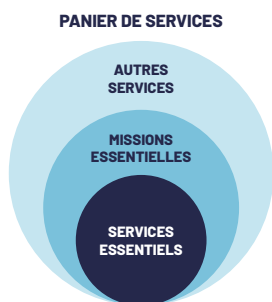 PANIER DE SERVICES
AUTRES
SERVICES
MISSIONS
ESSENTIELLES
SERVICES
ESSENTIELS